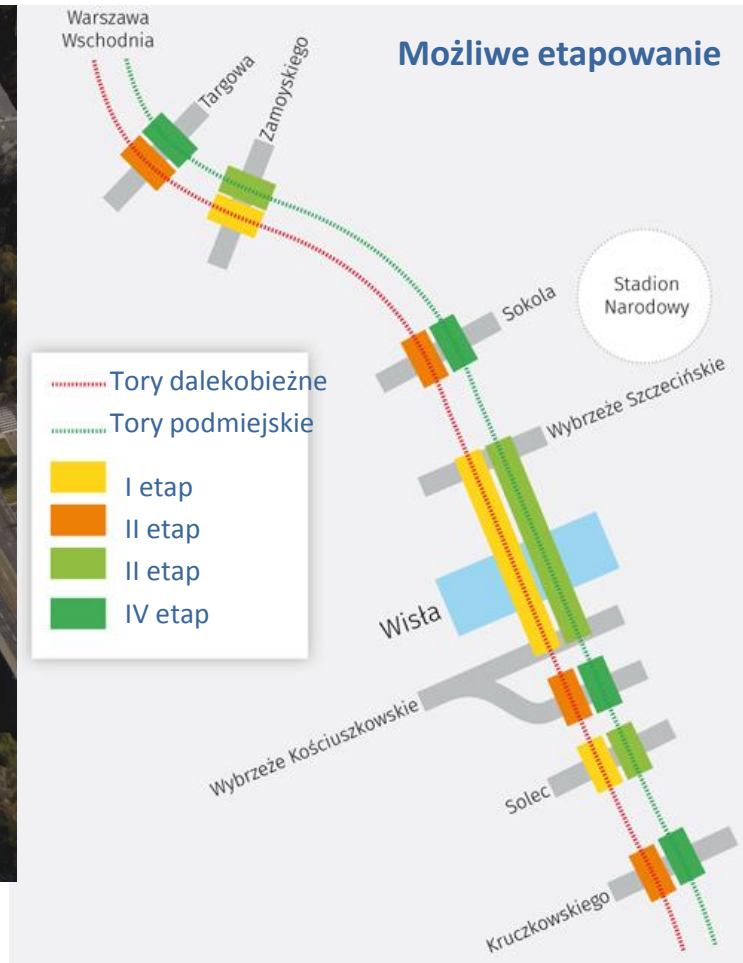 Możliwe etapowanie
Warszawa
Wschodnia
Targowa
Zamoyskiego
Sokola
Stadion
Narodowy
Wybrzeże Szczecińskie
Tory dalekobieżne
Tory podmiejskie
I etap
II etap
II etap
IV etap
Wisła
Wybrzeże Kościuszkowskie
Solec
Kruczkowskiego